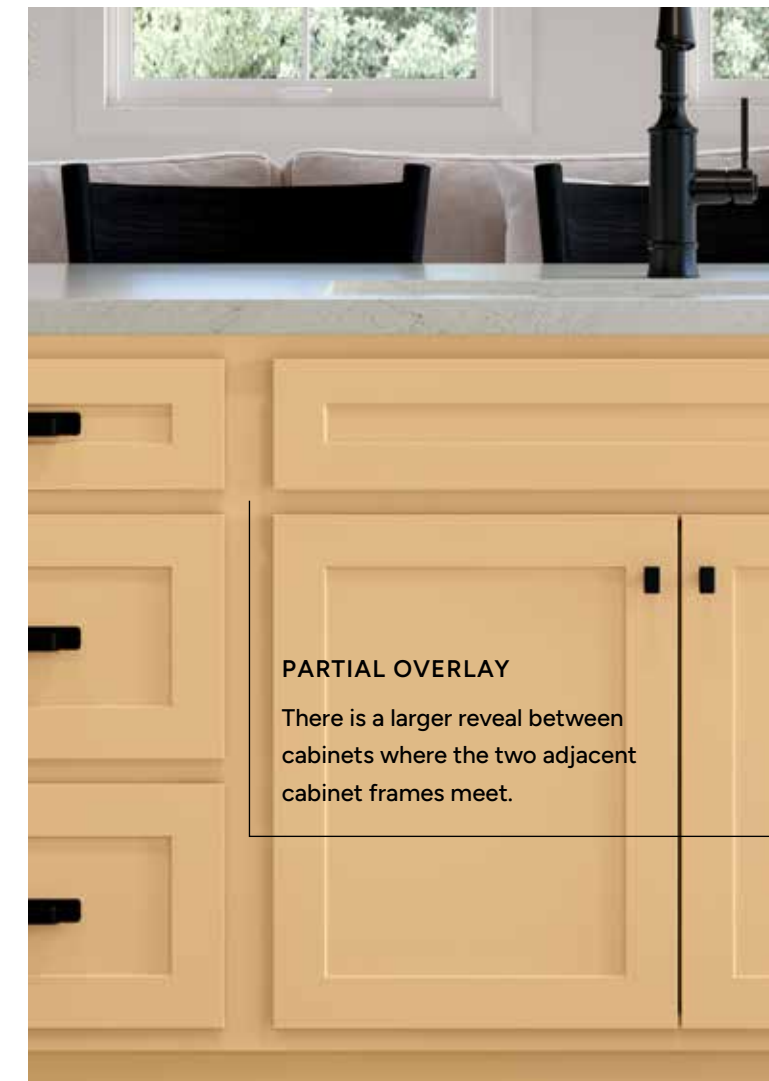 PARTIAL OVERLAY
There is a larger reveal between
cabinets where the two adjacent
cabinet frames meet.